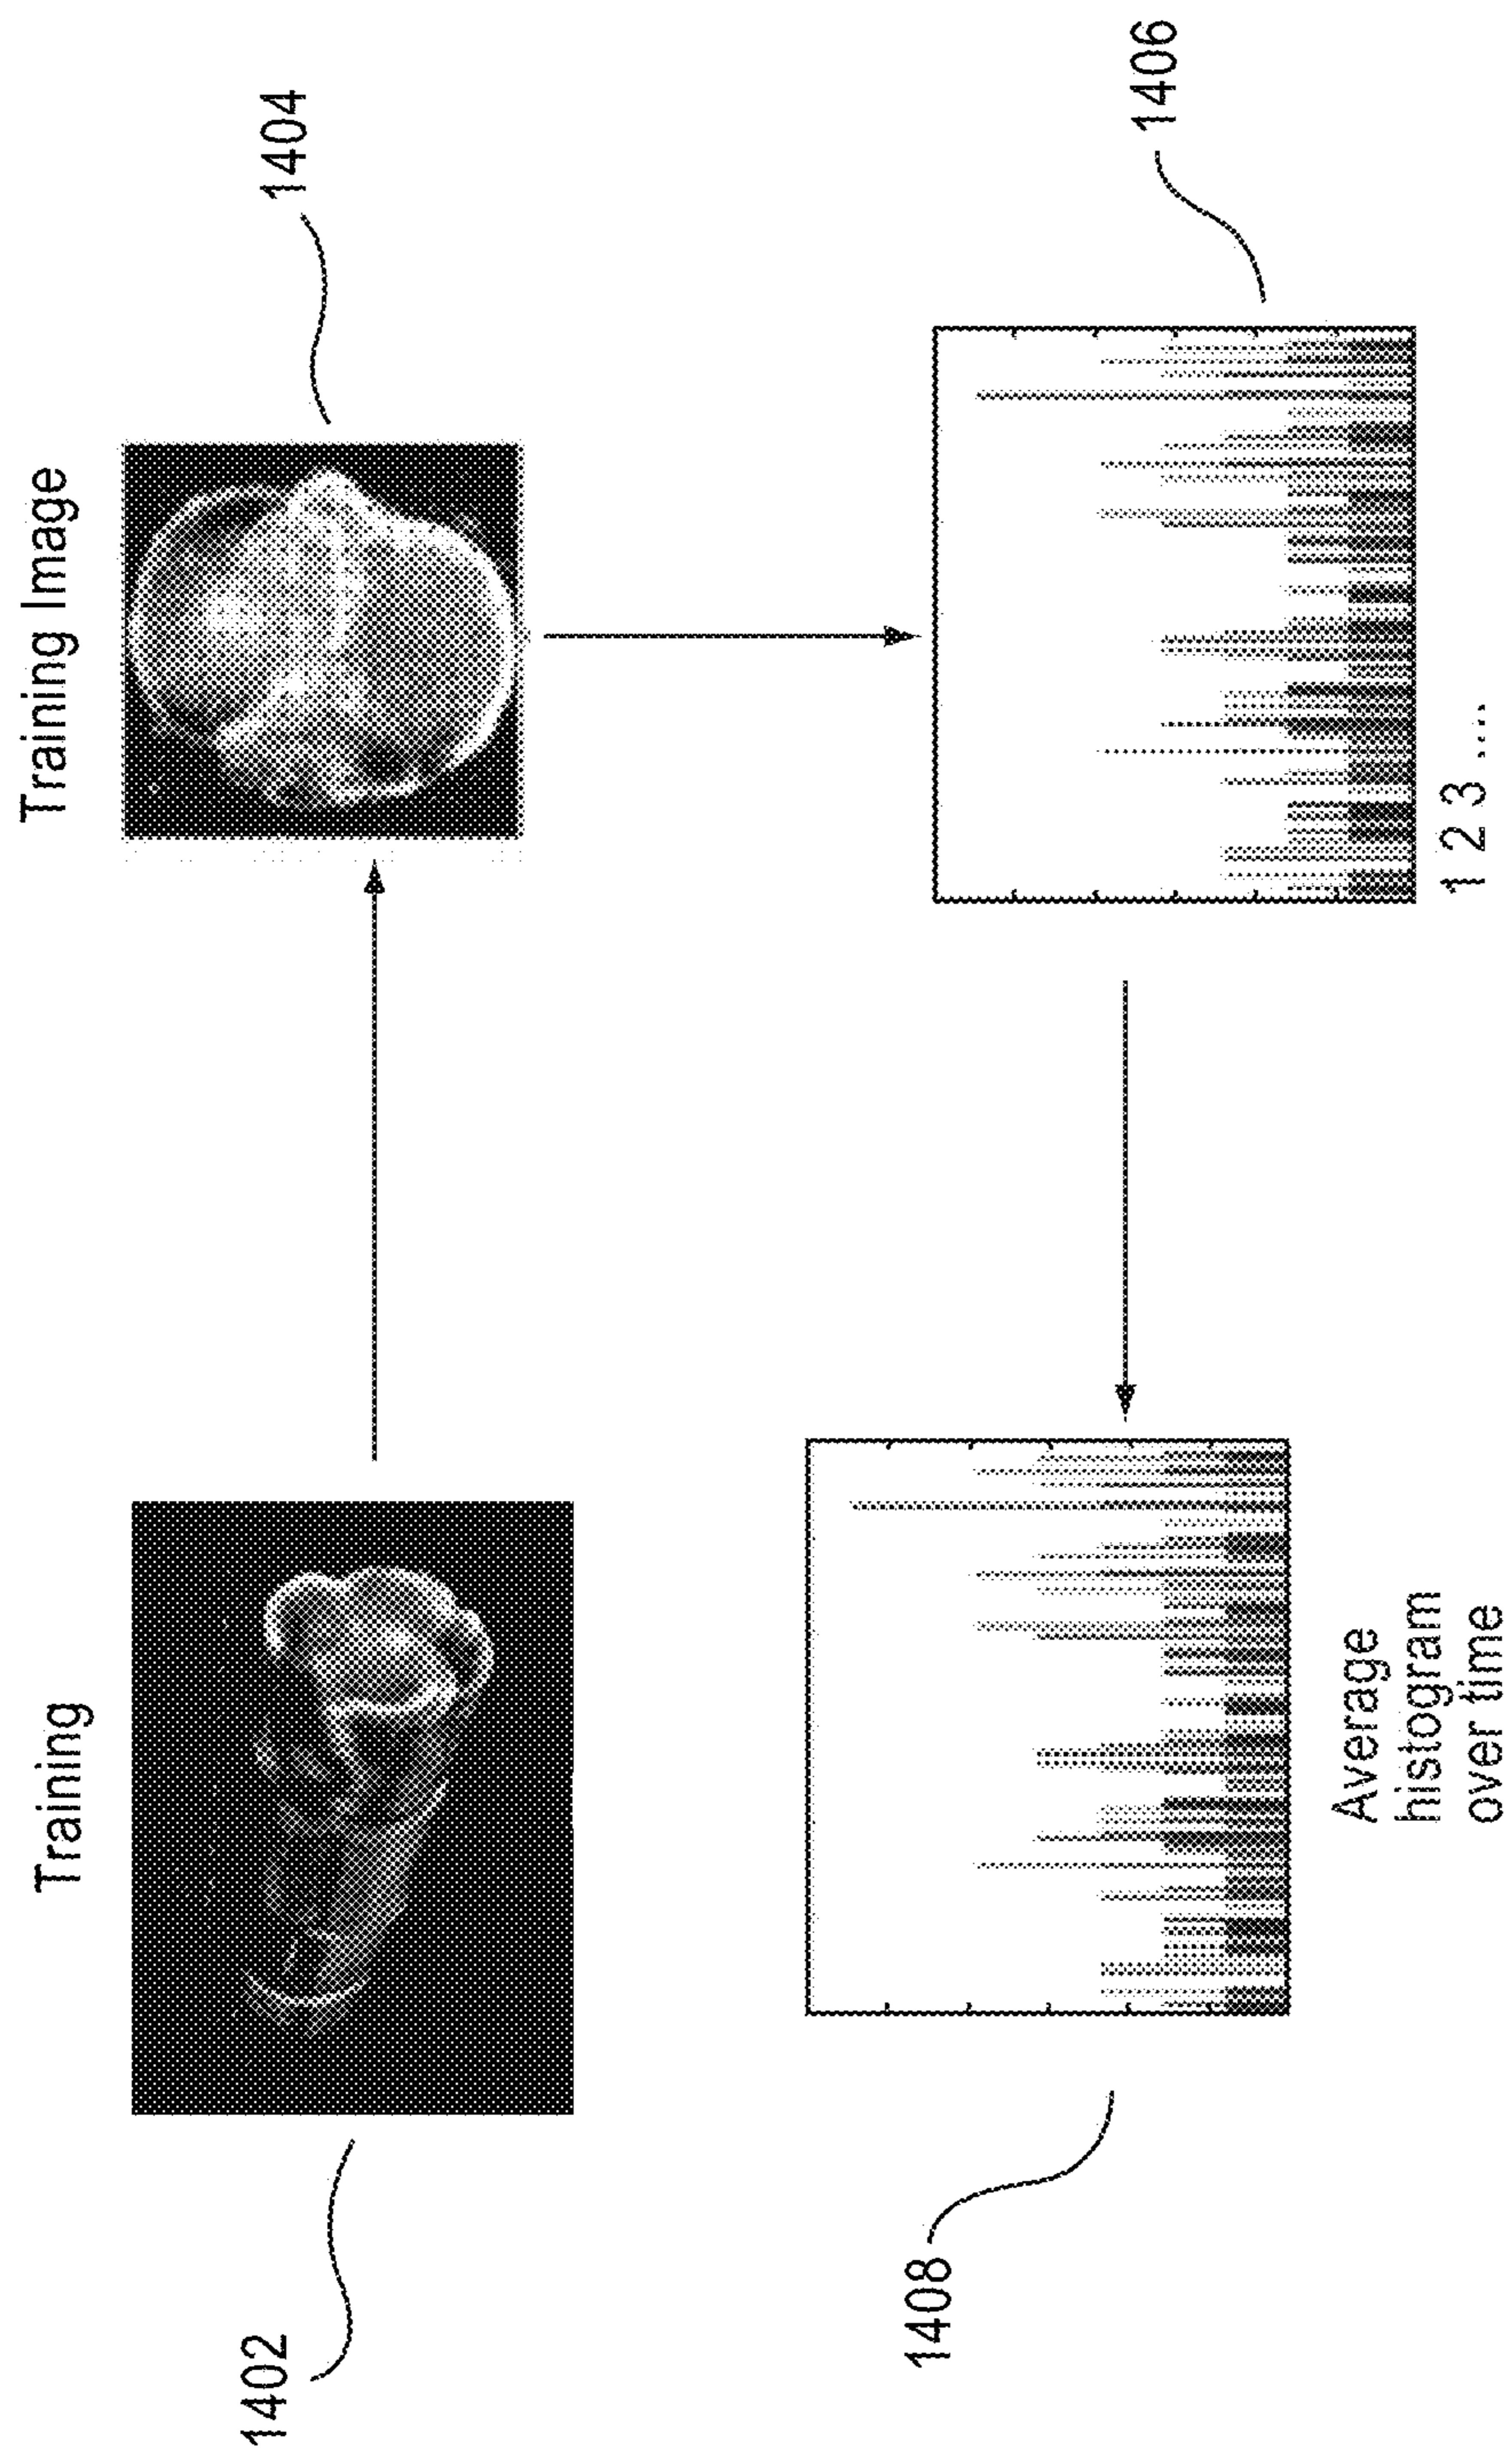 Training
Training Image
1402
1404
1408
1406
Average
histogram
over time
1 2 3 ....